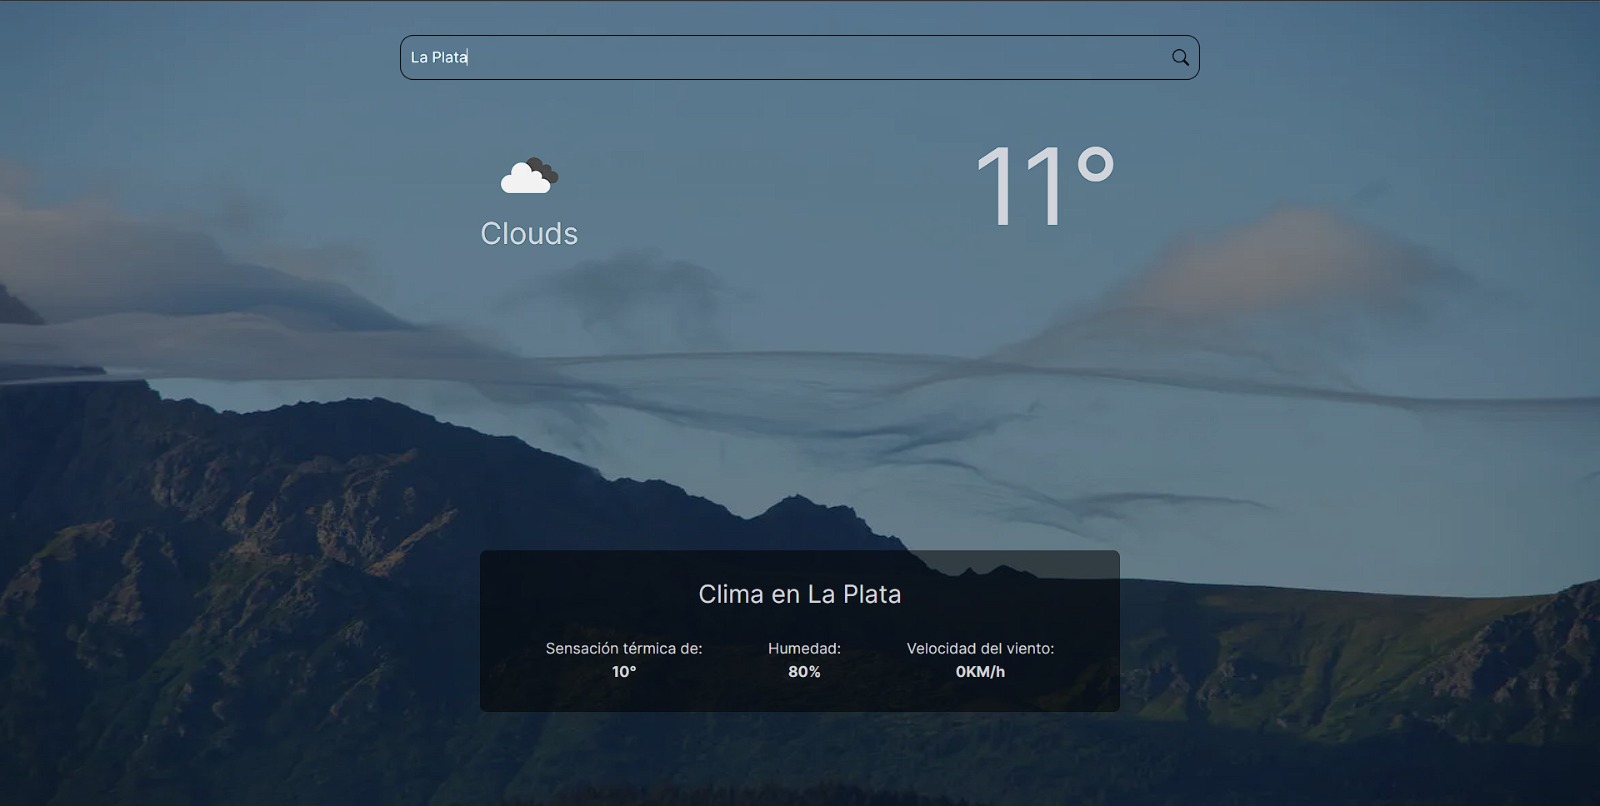 La Plata
11°
Clouds
Clima en La Plata
Sensación térmica de:
10°
Humedad:
80%
Velocidad del viento:
0KM/h